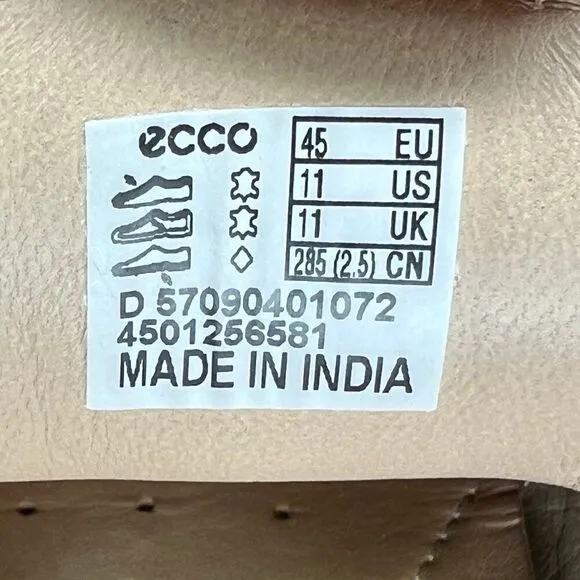 ecco
45 EU
11 US
11 UK
285 (2.5) CN
D 57090401072
4501256581
MADE IN INDIA